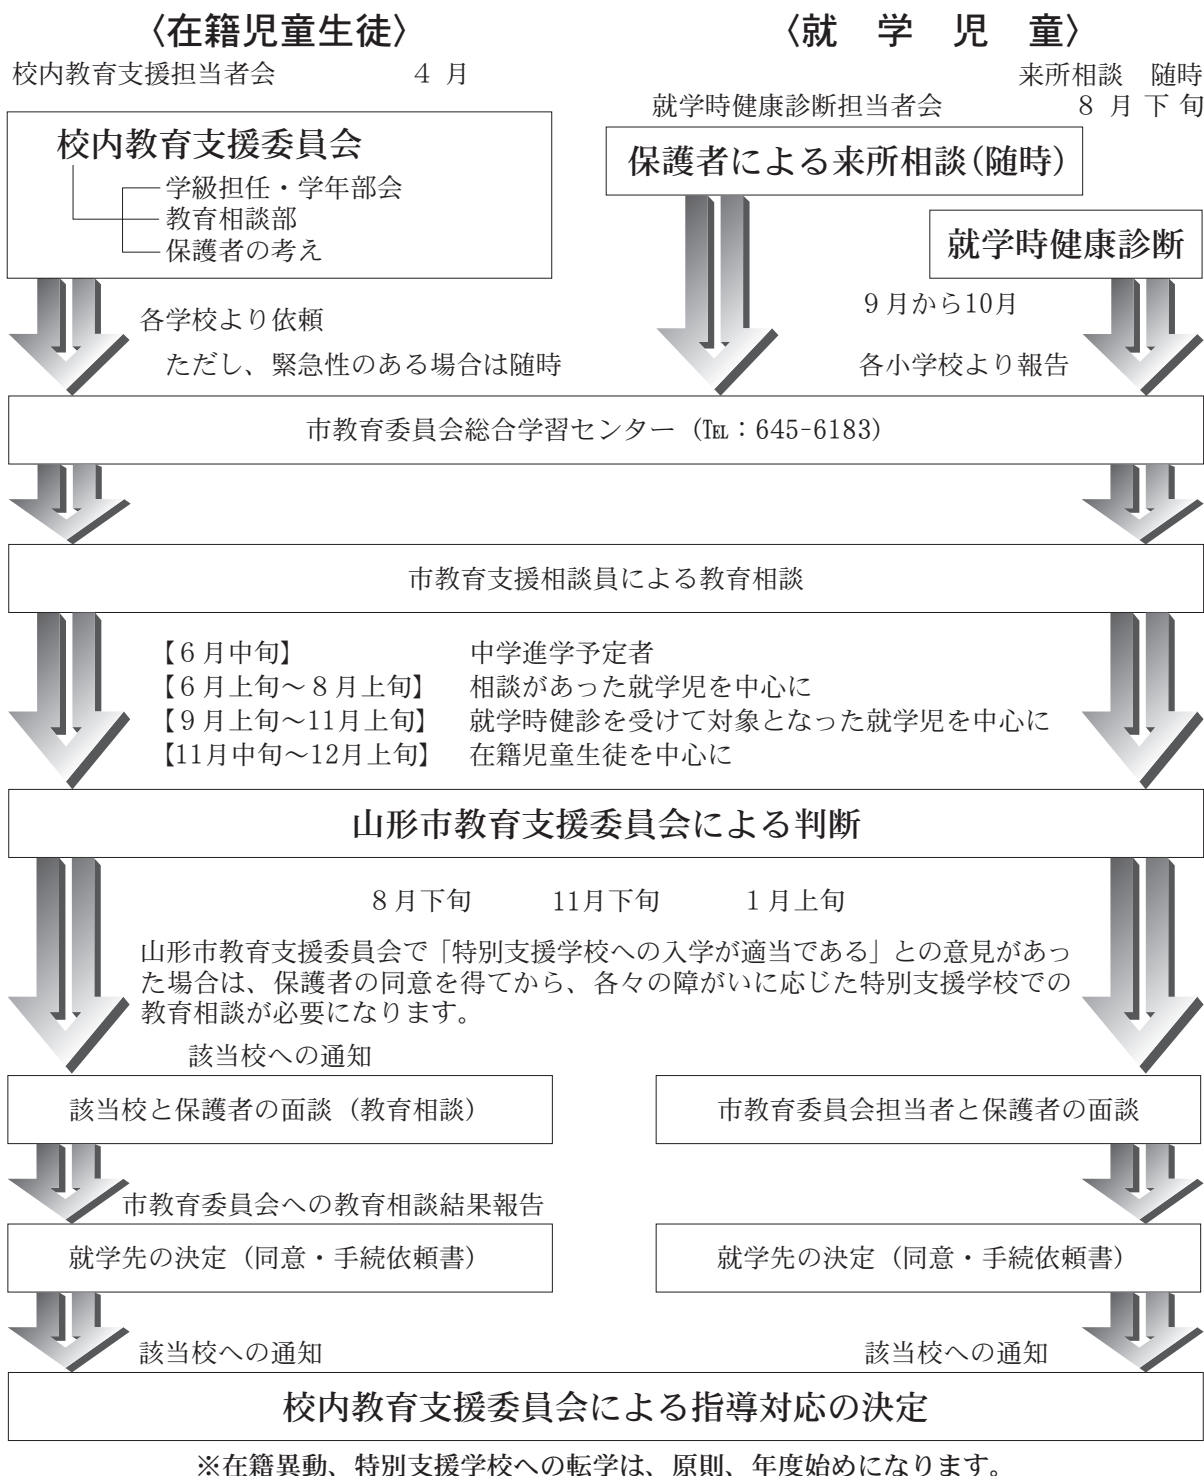 〈在籍児童生徒〉
校内教育支援担当者会　４月
校内教育支援委員会
学級担任・学年部会
教育相談部
保護者の考え
各学校より依頼
ただし、緊急性のある場合は随時
〈就学児童〉
来所相談　随時
就学時健康診断担当者会　８月下旬
保護者による来所相談(随時)
就学時健康診断
９月から10月
各小学校より報告
市教育委員会総合学習センター（℡：645-6183）
市教育支援相談員による教育相談
【６月中旬】　中学進学予定者
【６月上旬～８月上旬】　相談があった就学児を中心に
【９月上旬～11月上旬】　就学時健診を受けて対象となった就学児を中心に
【11月中旬～12月上旬】　在籍児童生徒を中心に
山形市教育支援委員会による判断
８月下旬　11月下旬　１月上旬
山形市教育支援委員会で「特別支援学校への入学が適当である」との意見があっ
た場合は、保護者の同意を得てから、各々の障がいに応じた特別支援学校での
教育相談が必要になります。
該当校への通知
該当校と保護者の面談（教育相談）
市教育委員会への教育相談結果報告
就学先の決定（同意・手続依頼書）
該当校への通知
市教育委員会担当者と保護者の面談
就学先の決定（同意・手続依頼書）
該当校への通知
校内教育支援委員会による指導対応の決定
※在籍異動、特別支援学校への転学は、原則、年度始めになります。